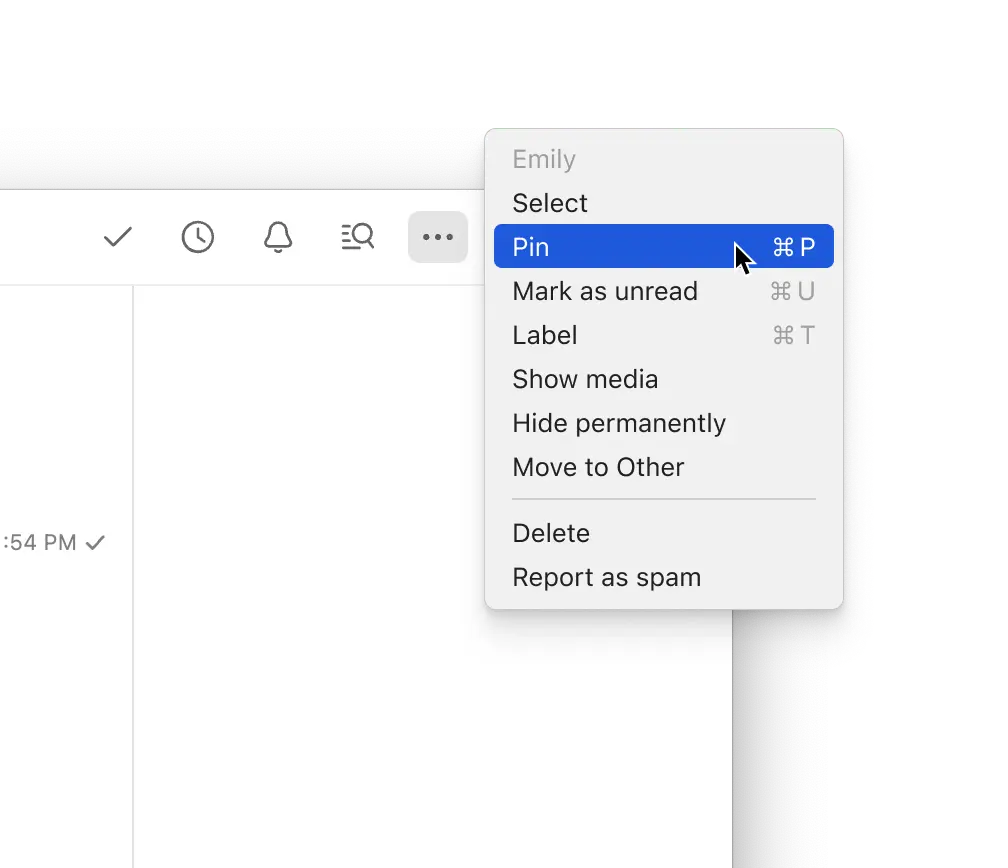 Emily
Select
Pin ⌘ P
Mark as unread ⌘ U
Label ⌘ T
Show media
Hide permanently
Move to Other
:54 PM
Delete
Report as spam